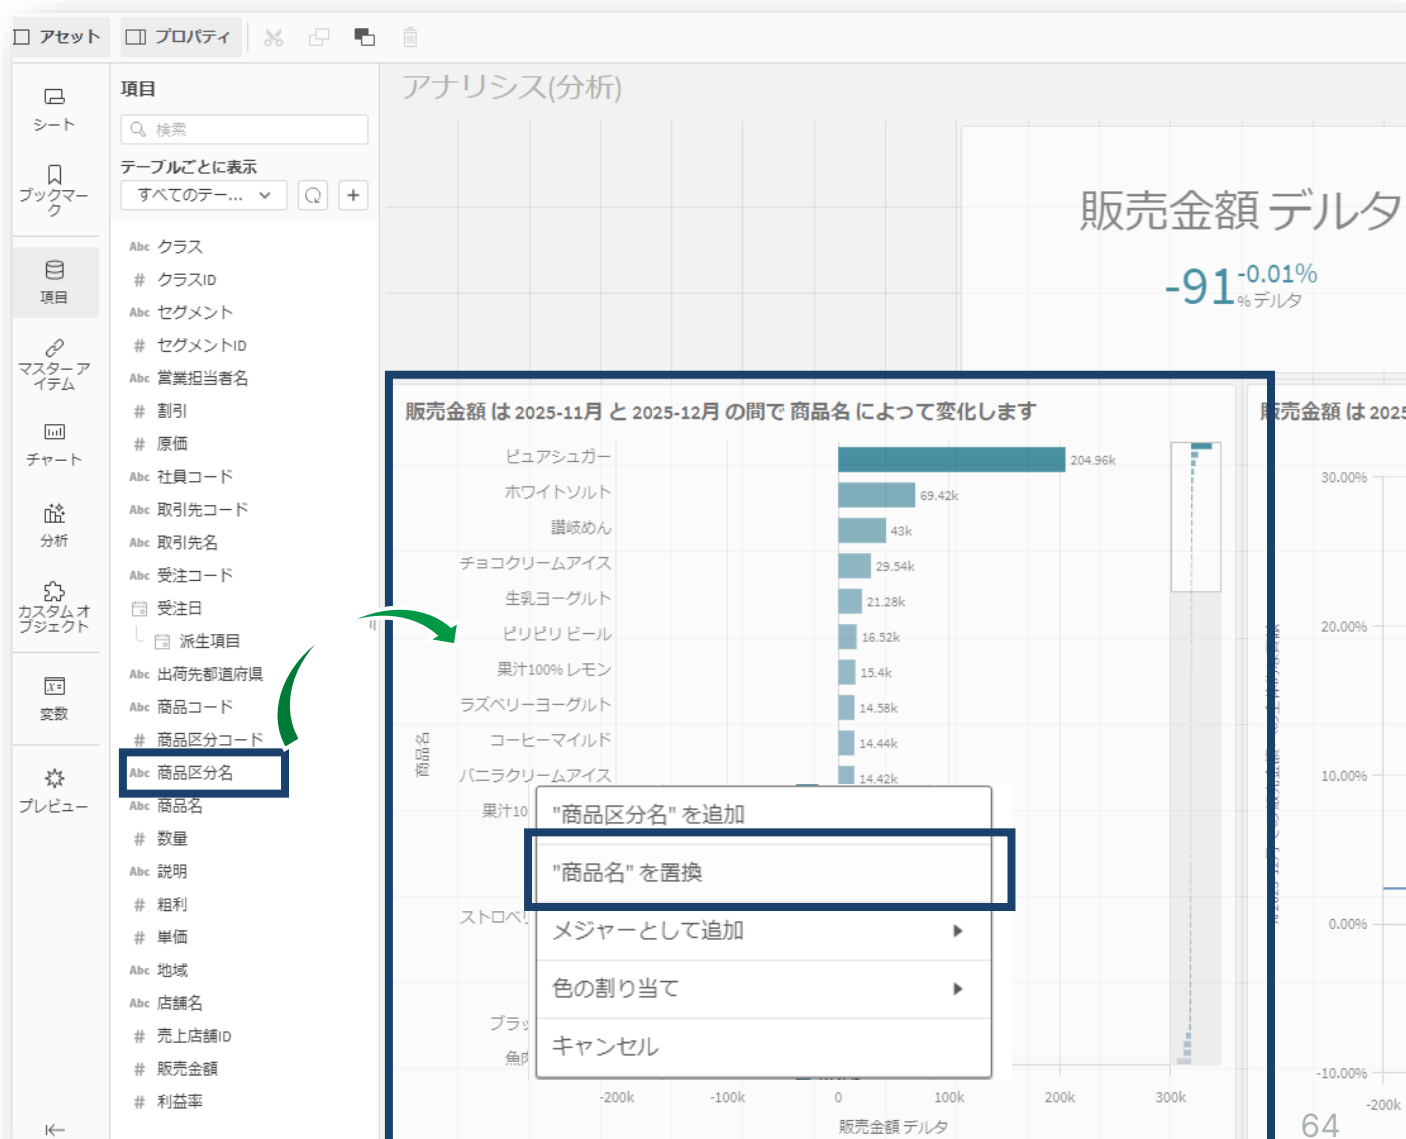 アセット
プロパティ
シート
ブックマー
ク
項目
マスター ア
イテム
チャート
分析
カスタム オ
ブジェクト
変数
プレビュー
項目
検索
テーブルごとに表示
すべてのテー...
Abc クラス
# クラスID
Abc セグメント
# セグメントID
Abc 営業担当者名
# 割引
# 原価
Abc 社員コード
Abc 取引先コード
Abc 取引先名
Abc 受注コード
受注日
派生項目
Abc 出荷先都道府県
Abc 商品コード
# 商品区分コード
Abc 商品区分名
Abc 商品名
# 数量
Abc 説明
# 粗利
# 単価
Abc 地域
Abc 店舗名
# 売上店舗ID
# 販売金額
# 利益率
アナリシス(分析)
販売金額 デルタ
-91 -0.01%
% デルタ
販売金額 は 2025-11月 と 2025-12月 の間で 商品名 によって変化します
ピュアシュガー 204.96k
ホワイトソルト 69.42k
讃岐めん 43k
チョコクリームアイス 29.54k
生乳ヨーグルト 21.28k
ピリピリ ビール 16.52k
果汁100% レモン 15.4k
ラズベリーヨーグルト 14.58k
コーヒーマイルド 14.44k
バニラクリームアイス 14.42k
商品名
果汁10
ストロベリ
ブラッ
魚肉
"商品区分名" を追加
"商品名" を置換
メジャーとして追加
色の割り当て
キャンセル
-200k -100k 0 100k 200k 300k
販売金額 デルタ
販売金額 は 2025
30.00%
20.00%
10.00%
0.00%
-10.00%
-200k
64